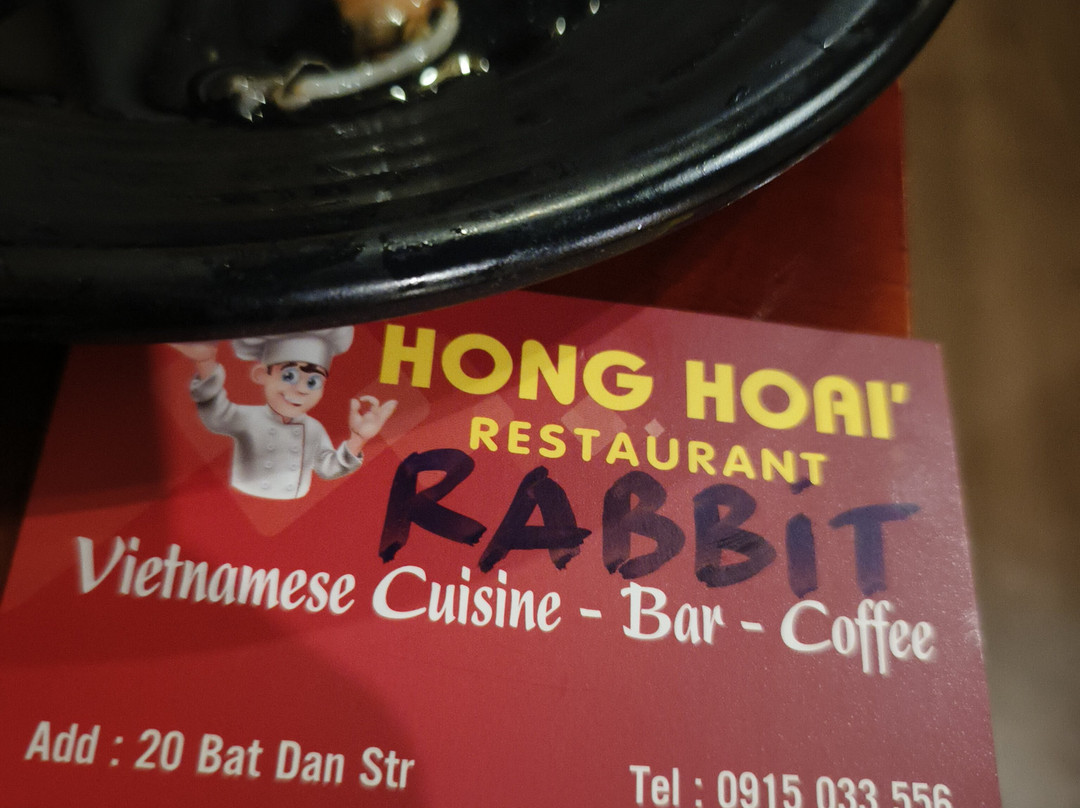 HONG HOAI'
RESTAURANT
RABBiT
Vietnamese Cuisine - Bar - Coffee
Add : 20 Bat Dan Str
Tel : 0915 033 556